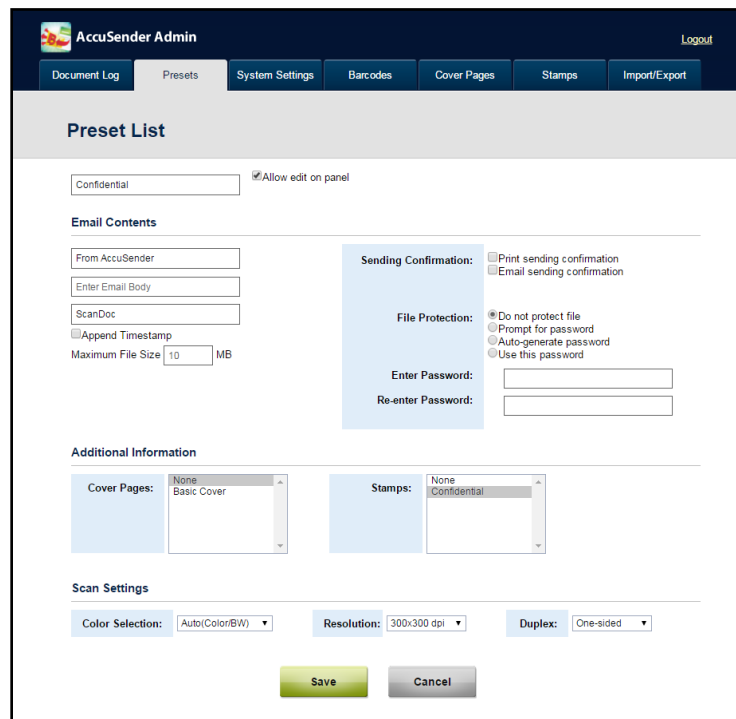 AccuSender Admin
Logout
Document Log Presets System Settings Barcodes Cover Pages Stamps Import/Export
Preset List
Confidential
Allow edit on panel
Email Contents
From AccuSender
Enter Email Body
ScanDoc
Append Timestamp
Maximum File Size 10 MB
Sending Confirmation:
Print sending confirmation
Email sending confirmation
File Protection:
Do not protect file
Prompt for password
Auto-generate password
Use this password
Enter Password:
Re-enter Password:
Additional Information
Cover Pages:
None
Basic Cover
Stamps:
None
Confidential
Scan Settings
Color Selection: Auto(Color/BW) Resolution: 300x300 dpi Duplex: One-sided
Save Cancel